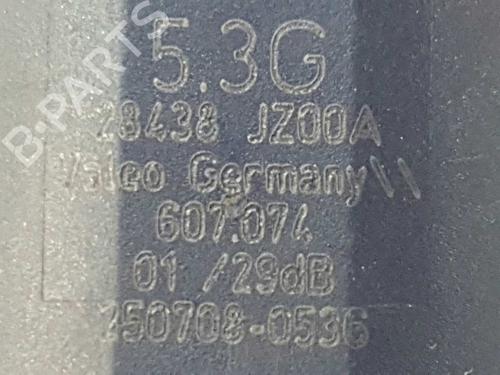 B-PARTS
5.3G
28438 JZ00A
Valeo Germany \\
607.074
01 /29dB
250708-0536